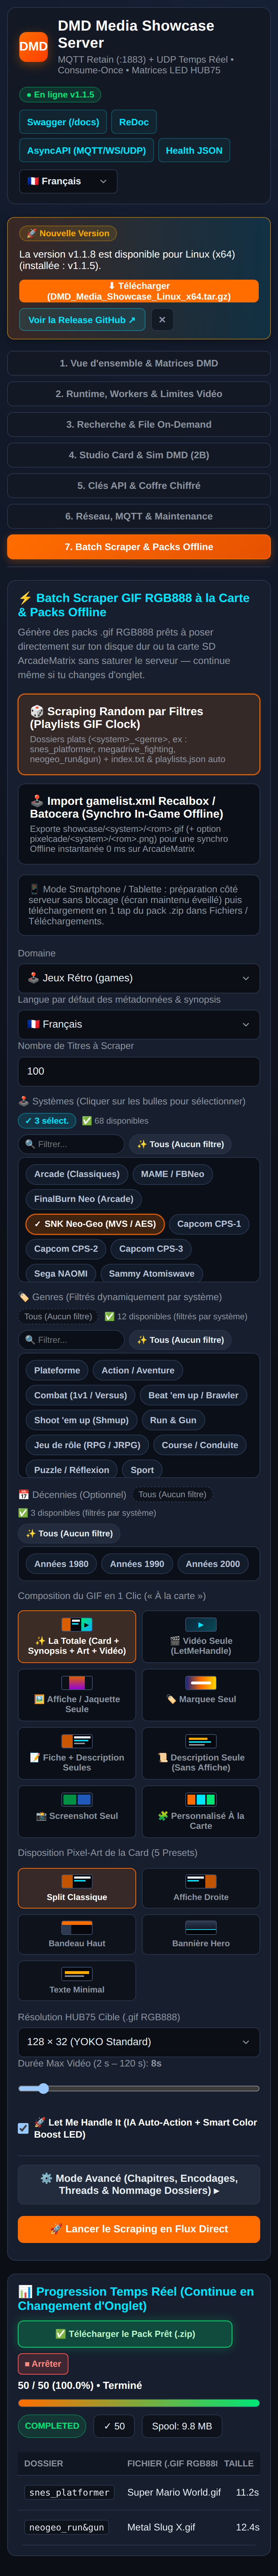 DMD
DMD Media Showcase
Server
MQTT Retain (:1883) + UDP Temps Réel •
Consume-Once • Matrices LED HUB75
● En ligne v1.1.5
Swagger (/docs)
ReDoc
AsyncAPI (MQTT/WS/UDP)
Health JSON
🇫🇷 Français
🚀 Nouvelle Version
La version v1.1.8 est disponible pour Linux (x64)
(installée : v1.1.5).
⬇ Télécharger
(DMD_Media_Showcase_Linux_x64.tar.gz)
Voir la Release GitHub ↗
✕
1. Vue d'ensemble & Matrices DMD
2. Runtime, Workers & Limites Vidéo
3. Recherche & File On-Demand
4. Studio Card & Sim DMD (2B)
5. Clés API & Coffre Chiffré
6. Réseau, MQTT & Maintenance
7. Batch Scraper & Packs Offline
⚡ Batch Scraper GIF RGB888 à la Carte
& Packs Offline
Génère des packs .gif RGB888 prêts à poser
directement sur ton disque dur ou ta carte SD
ArcadeMatrix sans saturer le serveur — continue
même si tu changes d'onglet.
🎲 Scraping Random par Filtres
(Playlists GIF Clock)
Dossiers plats (<system>_<genre>, ex :
snes_platformer, megadrive_fighting,
neogeo_run&gun) + index.txt & playlists.json auto
🕹️ Import gamelist.xml Recalbox /
Batocera (Synchro In-Game Offline)
Exporte showcase/<system>/<rom>.gif (+ option
pixelcade/<system>/<rom>.png) pour une synchro
Offline instantanée 0 ms sur ArcadeMatrix
📱 Mode Smartphone / Tablette : préparation côté
serveur sans blocage (écran maintenu éveillé) puis
téléchargement en 1 tap du pack .zip dans Fichiers /
Téléchargements.
Domaine
🕹️ Jeux Rétro (games)
Langue par défaut des métadonnées & synopsis
🇫🇷 Français
Nombre de Titres à Scraper
100
🕹️ Systèmes (Cliquer sur les bulles pour sélectionner)
✓ 3 sélect.
✅ 68 disponibles
🔍 Filtrer...
✨ Tous (Aucun filtre)
Arcade (Classiques)
MAME / FBNeo
FinalBurn Neo (Arcade)
✓ SNK Neo-Geo (MVS / AES)
Capcom CPS-1
Capcom CPS-2
Capcom CPS-3
Sega NAOMI
Sammy Atomiswave
🏷️ Genres (Filtrés dynamiquement par système)
Tous (Aucun filtre)
✅ 12 disponibles (filtrés par système)
🔍 Filtrer...
✨ Tous (Aucun filtre)
Plateforme
Action / Aventure
Combat (1v1 / Versus)
Beat 'em up / Brawler
Shoot 'em up (Shmup)
Run & Gun
Jeu de rôle (RPG / JRPG)
Course / Conduite
Puzzle / Réflexion
Sport
📅 Décennies (Optionnel)
Tous (Aucun filtre)
✅ 3 disponibles (filtrés par système)
✨ Tous (Aucun filtre)
Années 1980
Années 1990
Années 2000
Composition du GIF en 1 Clic (« À la carte »)
✨ La Totale (Card +
Synopsis + Art + Vidéo)
🎬 Vidéo Seule
(LetMeHandle)
🖼️ Affiche / Jaquette
Seule
🏷️ Marquee Seul
📝 Fiche + Description
Seules
📜 Description Seule
(Sans Affiche)
📸 Screenshot Seul
🧩 Personnalisé À la
Carte
Disposition Pixel-Art de la Card (5 Presets)
Split Classique
Affiche Droite
Bandeau Haut
Bannière Hero
Texte Minimal
Résolution HUB75 Cible (.gif RGB888)
128 × 32 (YOKO Standard)
Durée Max Vidéo (2 s – 120 s): 8s
🚀 Let Me Handle It (IA Auto-Action + Smart Color
Boost LED)
⚙️ Mode Avancé (Chapitres, Encodages,
Threads & Nommage Dossiers) ▸
🚀 Lancer le Scraping en Flux Direct
📊 Progression Temps Réel (Continue en
Changement d'Onglet)
✅ Télécharger le Pack Prêt (.zip)
■ Arrêter
50 / 50 (100.0%) • Terminé
COMPLETED
✓ 50
Spool: 9.8 MB
DOSSIER FICHIER (.GIF RGB888) TAILLE
snes_platformer Super Mario World.gif 11.2s
neogeo_run&gun Metal Slug X.gif 12.4s